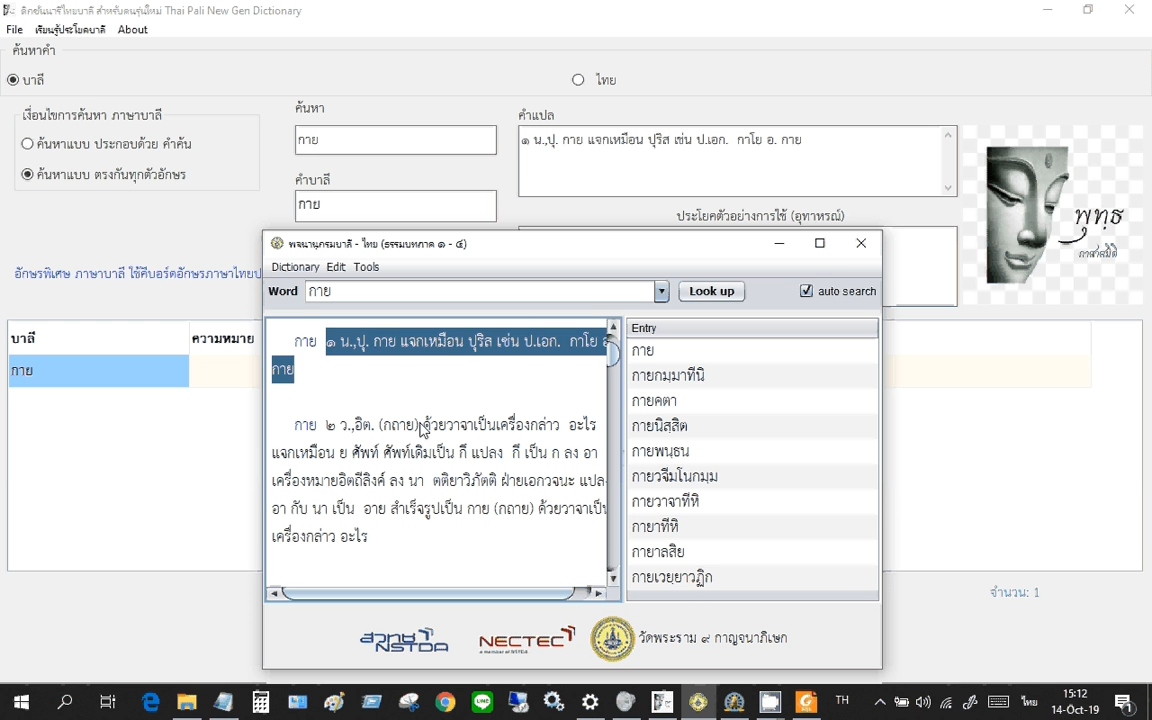 ดิกชันนารีไทยบาลี สำหรับคนรุ่นใหม่ Thai Pali New Gen Dictionary
File เรียนรู้ประโยคบาลี About
ค้นหาคำ
บาลี
ไทย
เงื่อนไขการค้นหา ภาษาบาลี
ค้นหาแบบ ประกอบด้วย คำค้น
ค้นหาแบบ ตรงกันทุกตัวอักษร
ค้นหา
กาย
คำบาลี
กาย
คำแปล
๑ น.,ปุ. กาย แจกเหมือน ปุริส เช่น ป.เอก. กาโย อ. กาย
ประโยคตัวอย่างการใช้ (อุทาหรณ์)
พุทธ
อักษรพิเศษ ภาษาบาลี ใช้คีบอร์ดอักษรภาษาไทยป
บาลี ความหมาย
กาย
จำนวน: 1
พจนานุกรมบาลี - ไทย (ธรรมบทภาค ๑ - ๔)
Dictionary Edit Tools
Word กาย Look up auto search
กาย ๑ น.,ปุ. กาย แจกเหมือน ปุริส เช่น ป.เอก. กาโย อ
กาย
กาย ๒ ว.,อิต. (กถาย) ด้วยวาจาเป็นเครื่องกล่าว อะไร
แจกเหมือน ย ศัพท์ ศัพท์เดิมเป็น กึ แปลง กึ เป็น ก ลง อา
เครื่องหมายอิตถีลิงค์ ลง นา ตติยาวิภัตติ ฝ่ายเอกวจนะ แปล
อา กับ นา เป็น อาย สำเร็จรูปเป็น กาย (กถาย) ด้วยวาจาเป็
เครื่องกล่าว อะไร
Entry
กาย
กายกมฺมาทีนิ
กายคตา
กายนิสฺสิต
กายพนฺธน
กายวจีมโนกมฺม
กายวาจาทีหิ
กายาทีหิ
กายาลสิย
กายเวยฺยาวฏิก
สวทช NSTDA
NECTEC
a member of NSTDA
วัดพระราม ๙ กาญจนาภิเษก
TH
ไทย
15:12
14-Oct-19
1